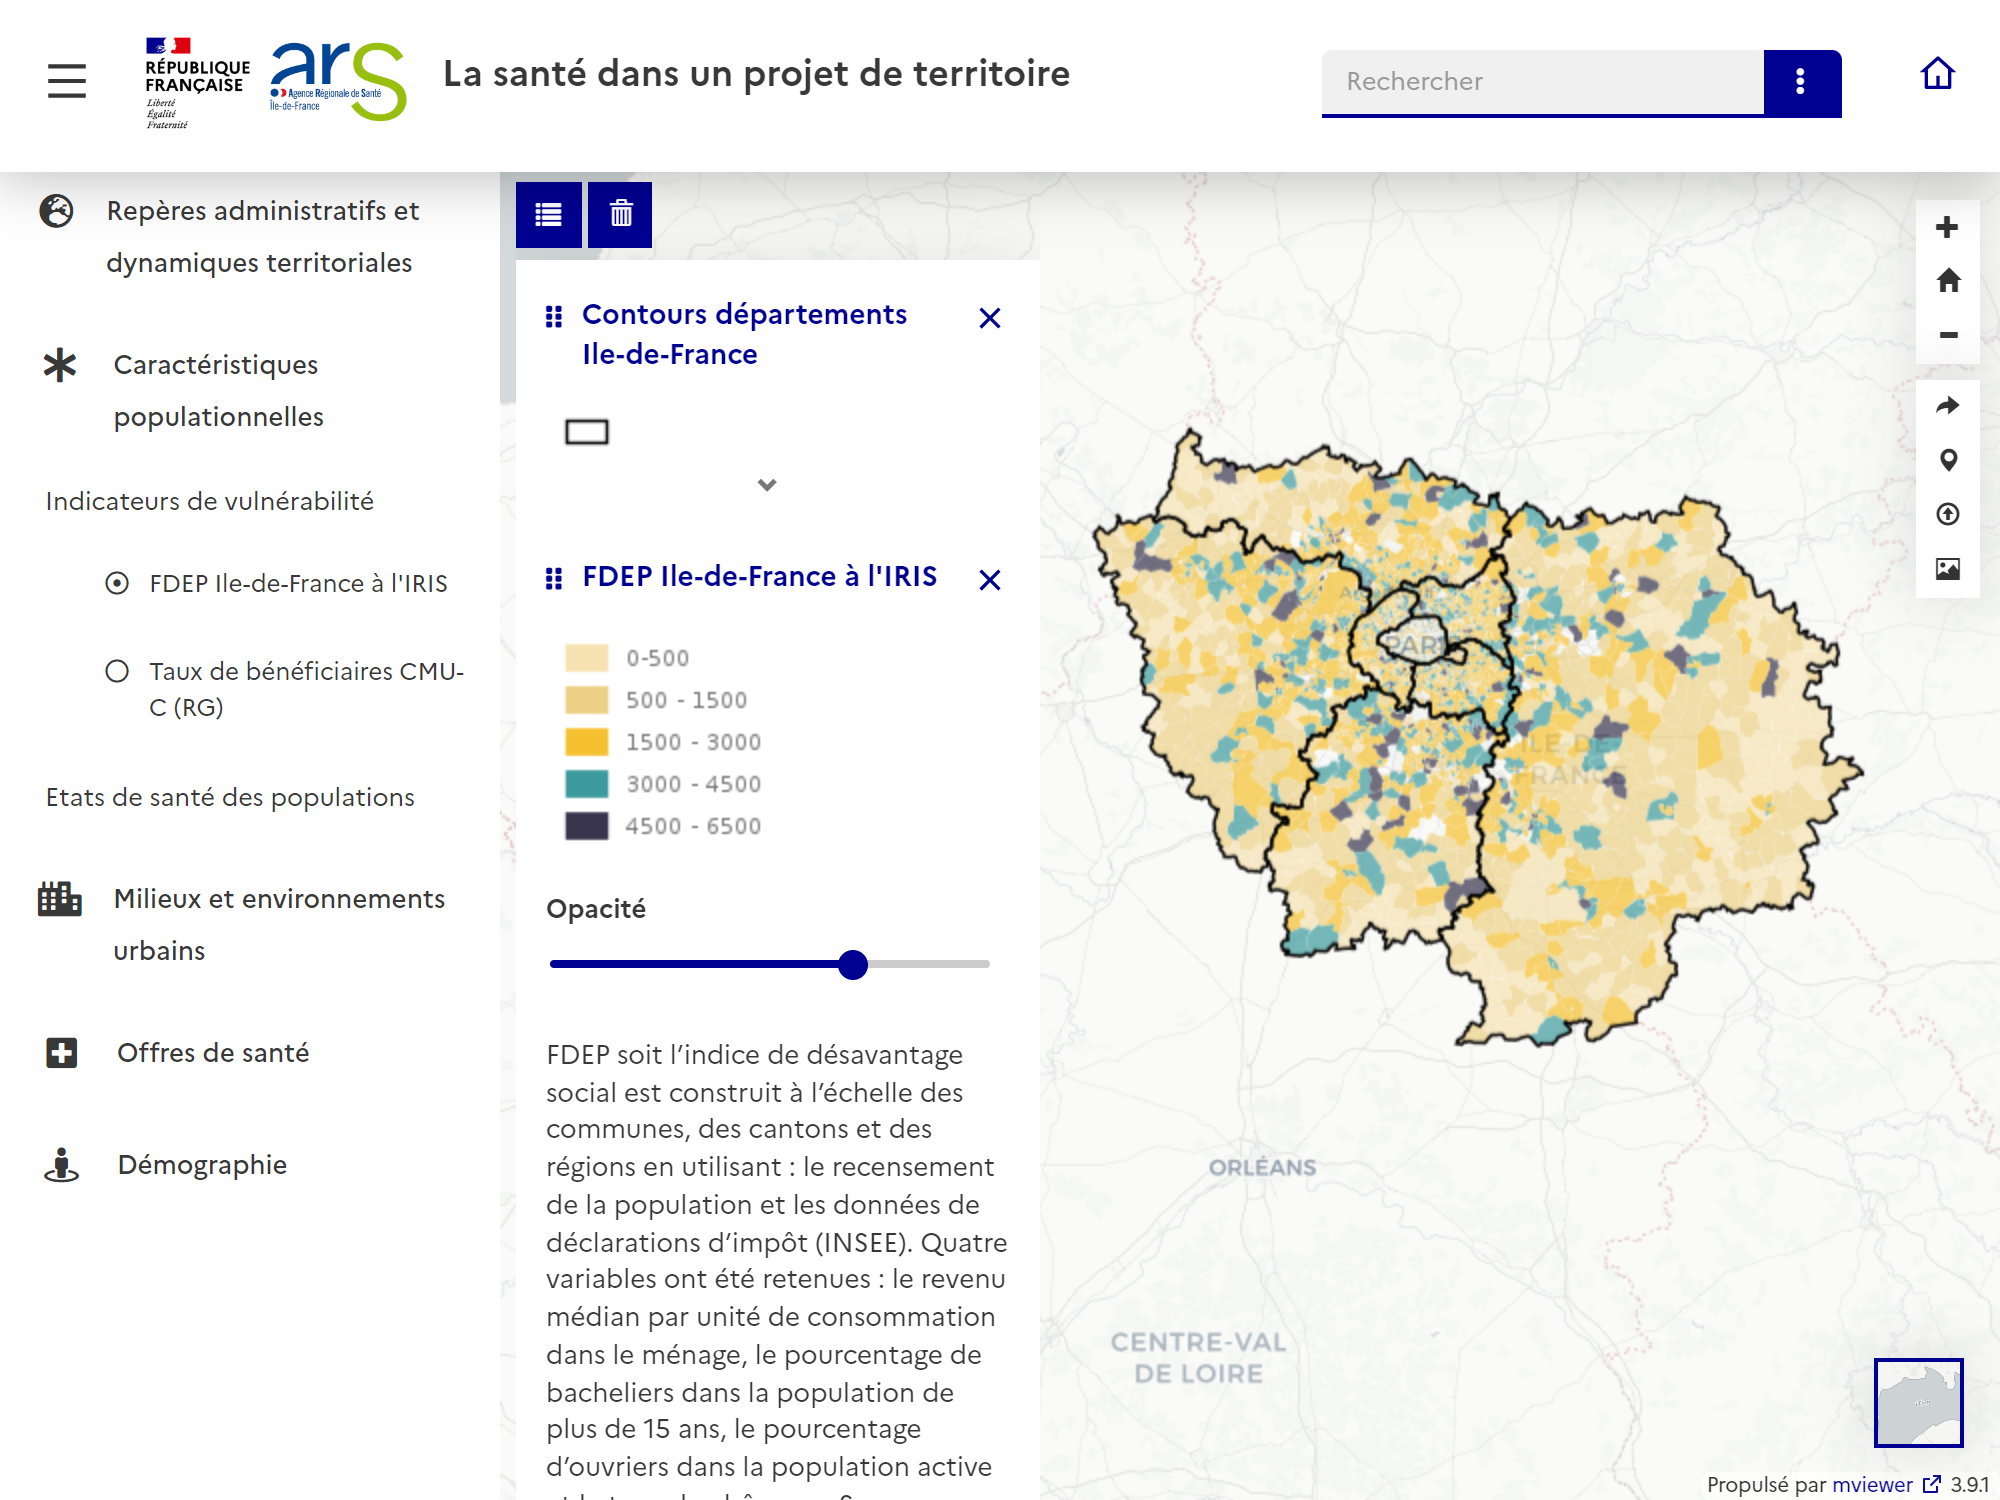 RÉPUBLIQUE
FRANÇAISE
Liberté
Égalité
Fraternité
ars
Agence Régionale de Santé
Île-de-France
La santé dans un projet de territoire
Rechercher
Repères administratifs et
dynamiques territoriales
Caractéristiques
populationnelles
Indicateurs de vulnérabilité
FDEP Ile-de-France à l'IRIS
Taux de bénéficiaires CMU-
C (RG)
Etats de santé des populations
Milieux et environnements
urbains
Offres de santé
Démographie
Contours départements
Ile-de-France
FDEP Ile-de-France à l'IRIS
0-500
500 - 1500
1500 - 3000
3000 - 4500
4500 - 6500
Opacité
FDEP soit l’indice de désavantage
social est construit à l’échelle des
communes, des cantons et des
régions en utilisant : le recensement
de la population et les données de
déclarations d’impôt (INSEE). Quatre
variables ont été retenues : le revenu
médian par unité de consommation
dans le ménage, le pourcentage de
bacheliers dans la population de
plus de 15 ans, le pourcentage
d’ouvriers dans la population active
PARIS
ILE-DE-
FRANCE
ORLÉANS
CENTRE-VAL
DE LOIRE
Propulsé par mviewer 3.9.1